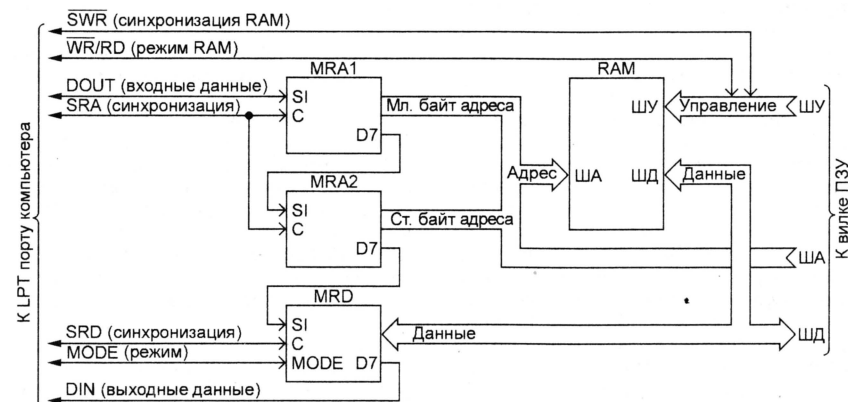 SWR (синхронизация RAM)
WR/RD (режим RAM)
MRA1
RAM
DOUT (входные данные)
SI
Мл. байт адреса
ШУ
Управление
ШУ
SRA (синхронизация)
C
D7
MRA2
Адрес
ША
ШД
Данные
SI
C
Ст. байт адреса
D7
ША
MRD
SI
SRD (синхронизация)
C
Данные
ШД
MODE (режим)
MODE
D7
DIN (выходные данные)
К LPT порту компьютера
К вилке ПЗУ